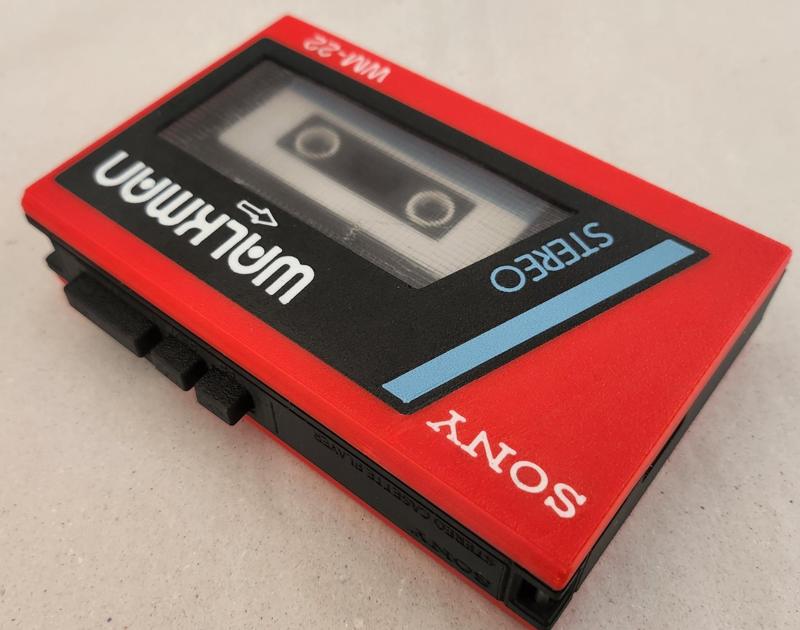 SONY
STEREO
WALKMAN
WM-22
SONY
STEREO CASSETTE PLAYER